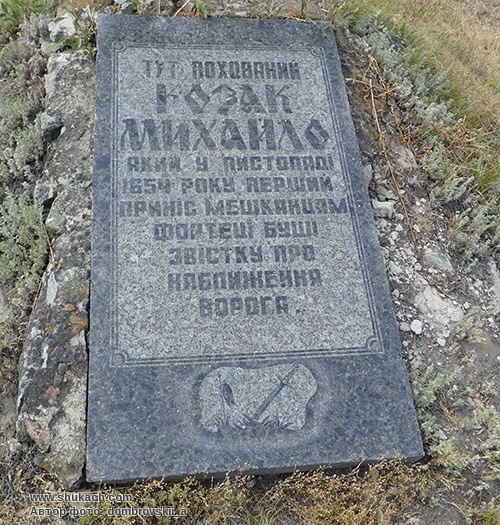 ТУТ ПОХОВАНИЙ
КОЗАК
МИХАЙЛО
ЯКИЙ У ЛИСТОПАДІ
1654 РОКУ ПЕРШИЙ
ПРИНІС МЕШКАНЦЯМ
ФОРТЕЦІ БУШІ
ЗВІСТКУ ПРО
НАБЛИЖЕННЯ
ВОРОГА.
www.shukach.com
Автор фото: dombrovskii_a